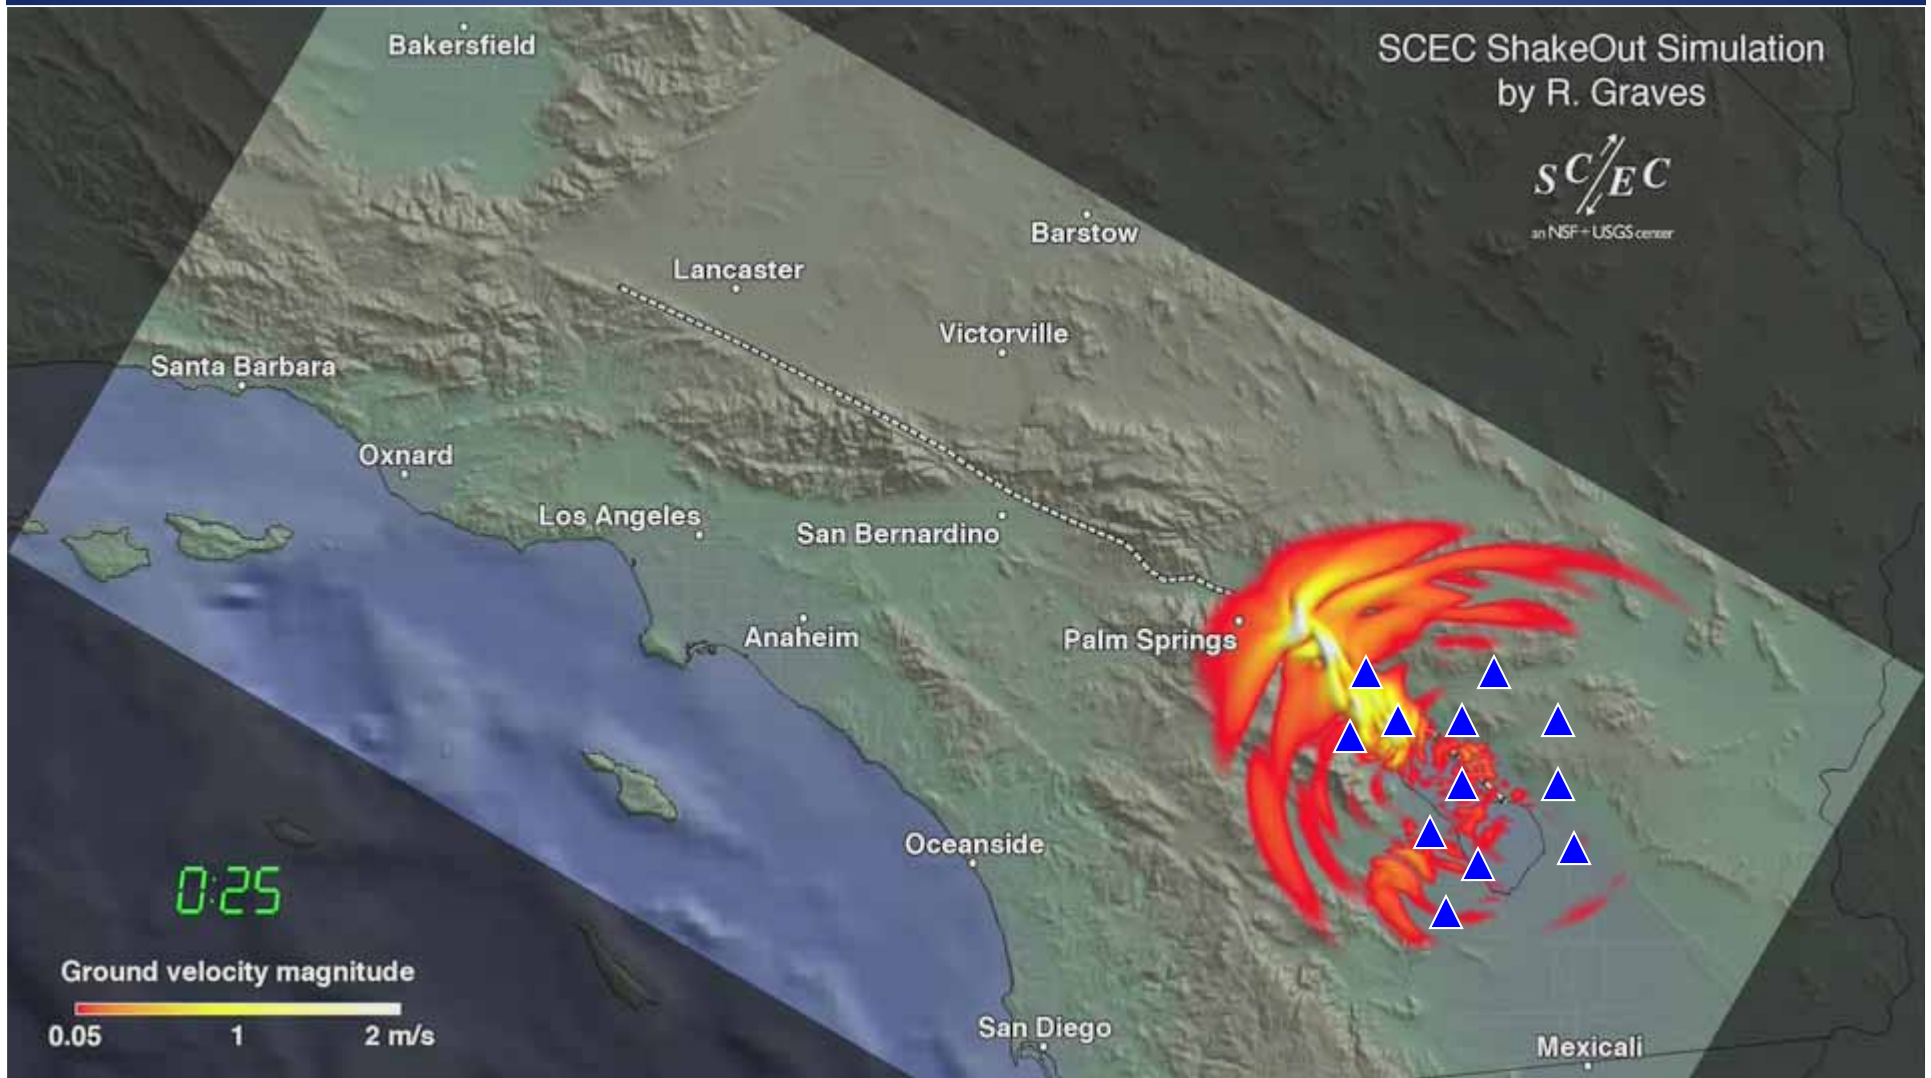 Bakersfield
SCEC ShakeOut Simulation
by R. Graves
S C E C
an NSF+USGS center
Barstow
Lancaster
Victorville
Santa Barbara
Oxnard
Los Angeles
San Bernardino
Anaheim
Palm Springs
Oceanside
0:25
Ground velocity magnitude
0.05 1 2 m/s
San Diego
Mexicali